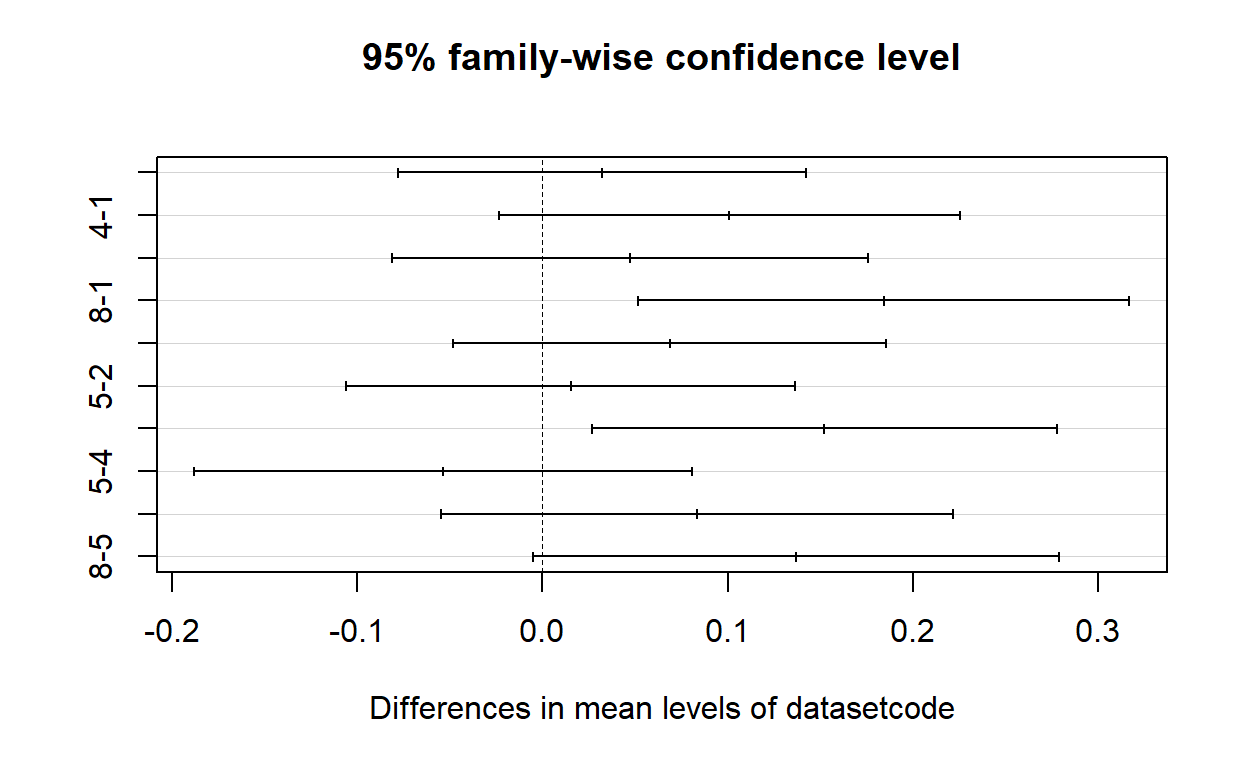 95% family-wise confidence level
4-1
8-1
5-2
5-4
8-5
-0.2 -0.1 0.0 0.1 0.2 0.3
Differences in mean levels of datasetcode